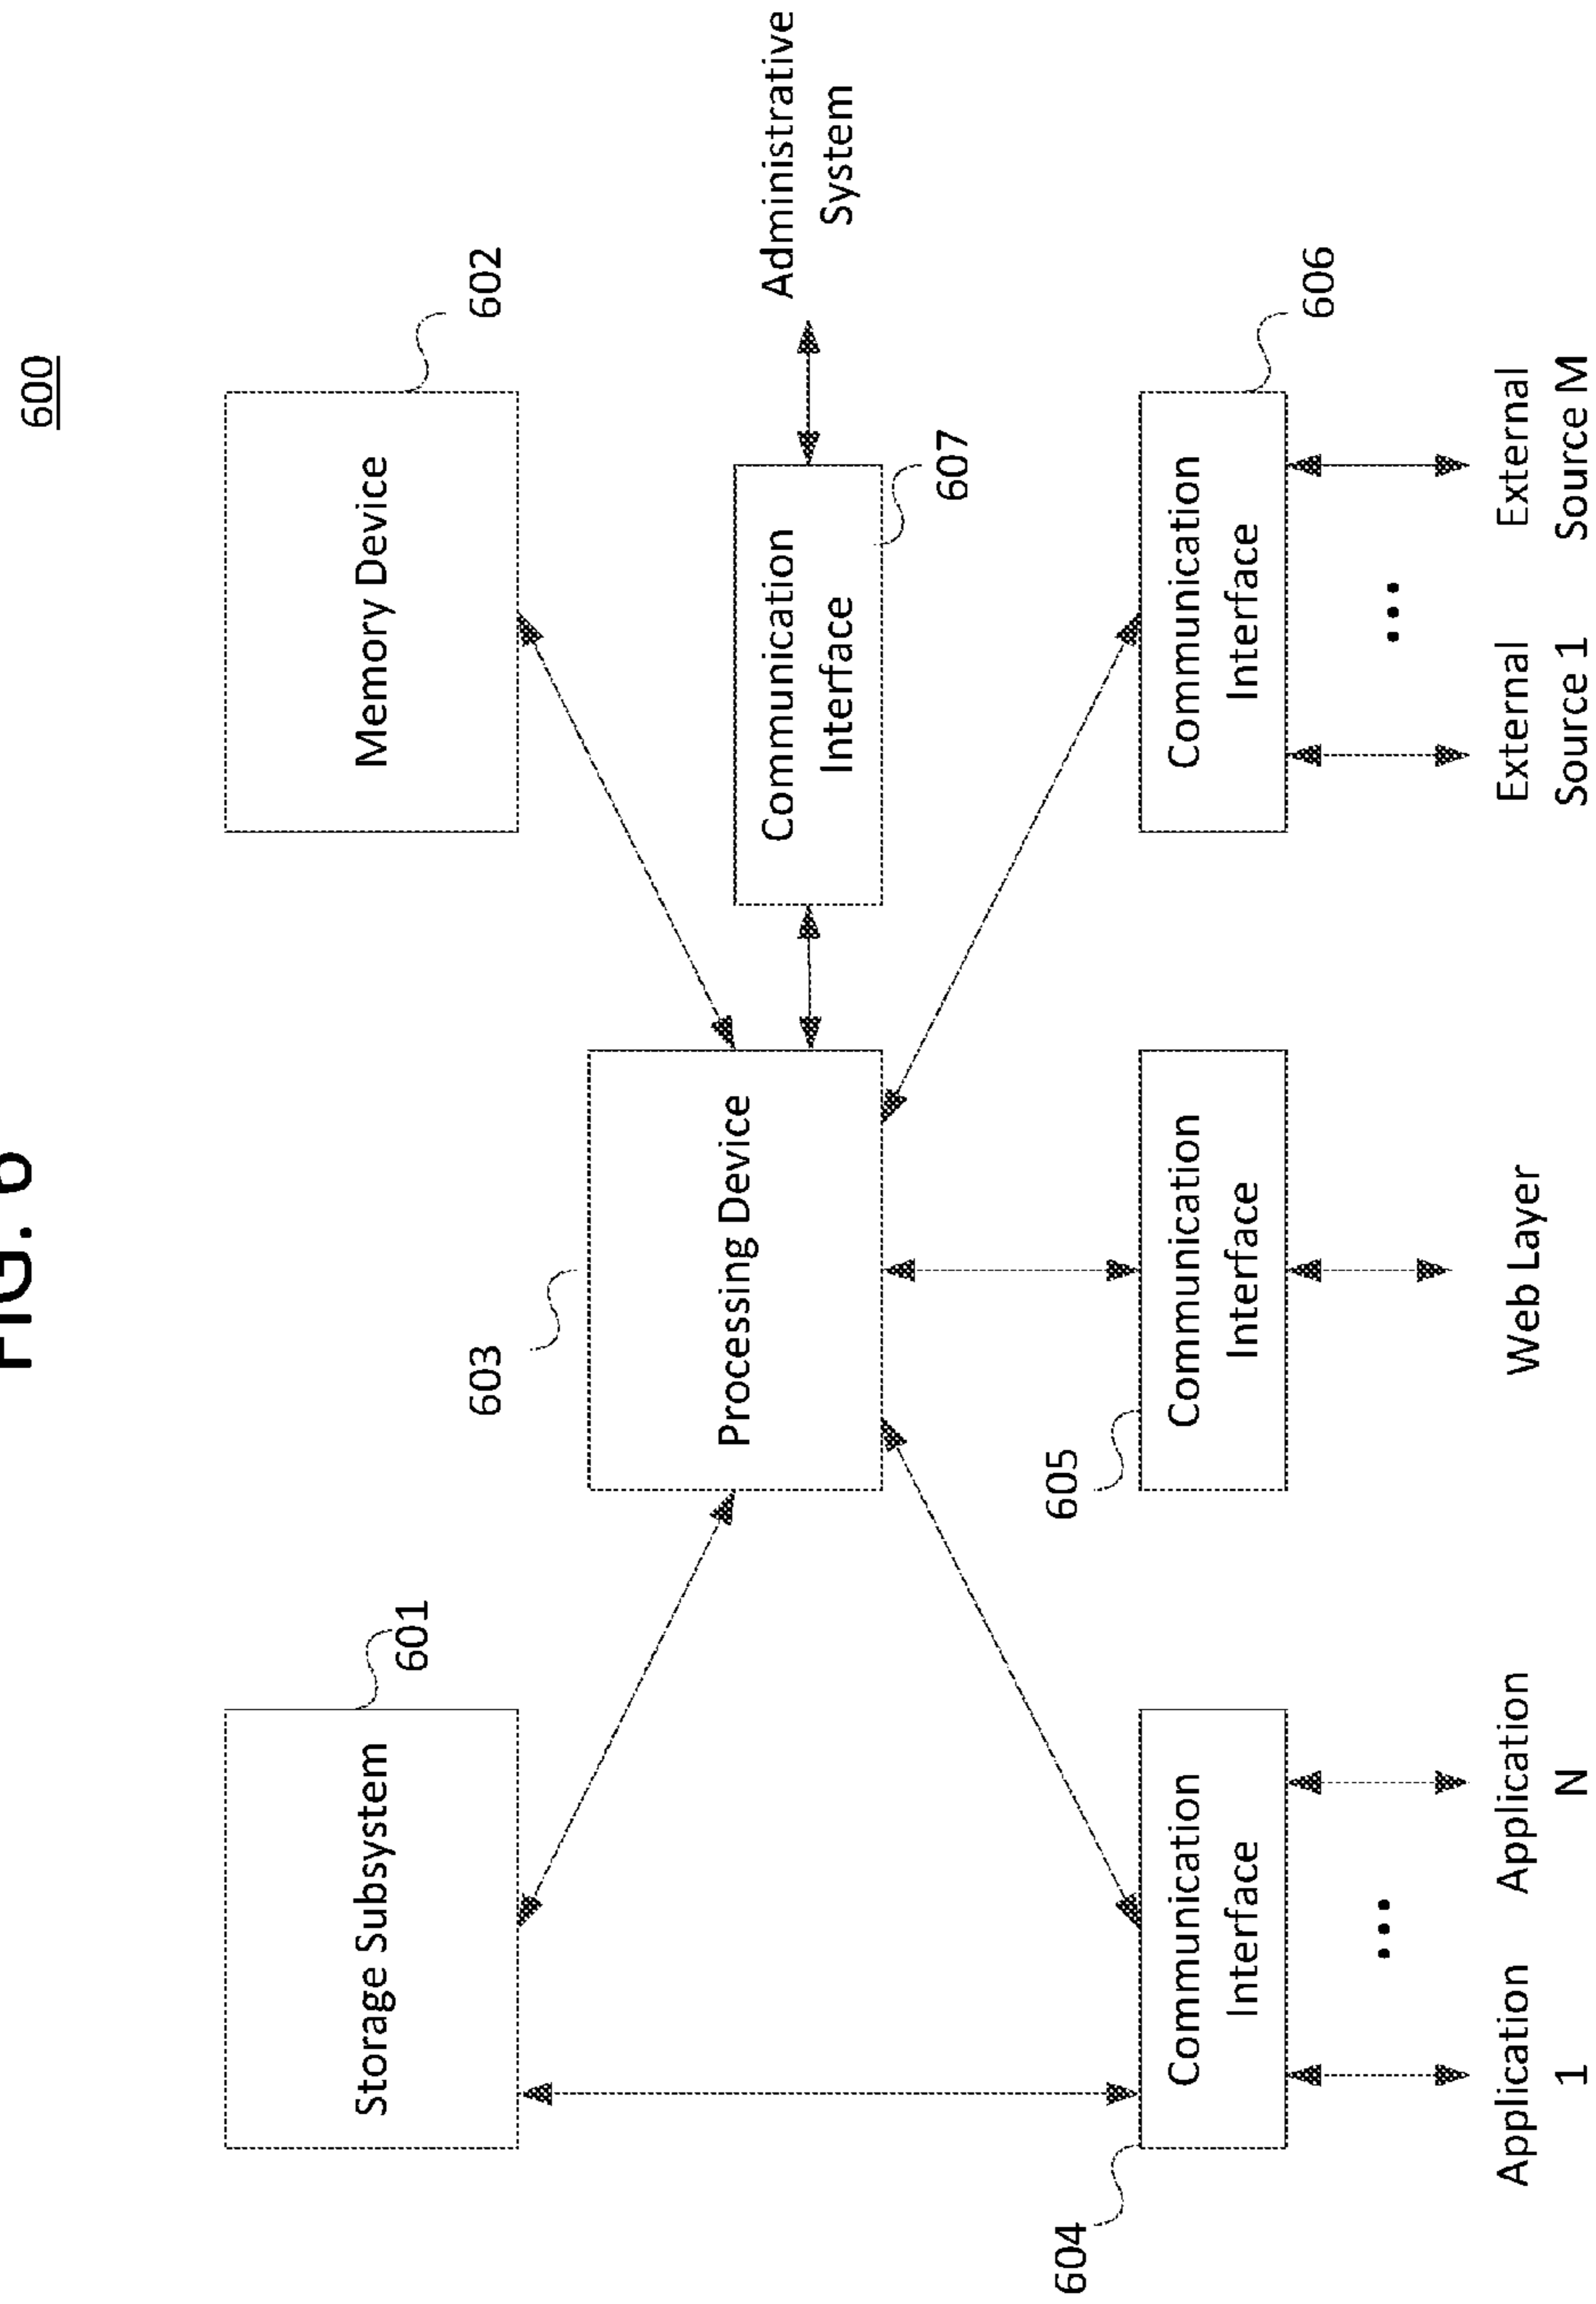 FIG. 6
600
Storage Subsystem
601
Memory Device
602
603
Processing Device
Communication
Interface
607
Administrative
System
604
Communication
Interface
605
Communication
Interface
Communication
Interface
606
Application
1
...
Application
N
Web Layer
External
Source 1
...
External
Source M